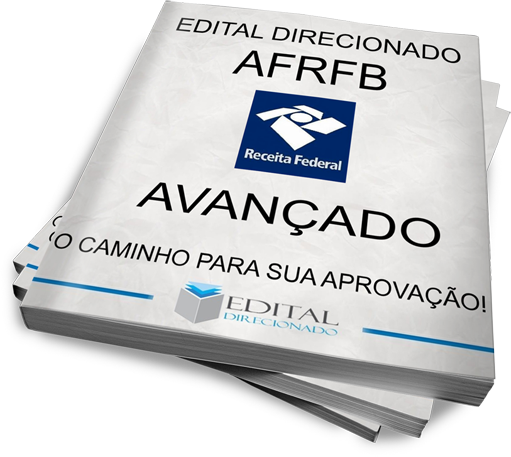 EDITAL DIRECIONADO
AFRFB
Receita Federal
AVANÇADO
O CAMINHO PARA SUA APROVAÇÃO!
EDITAL
DIRECIONADO